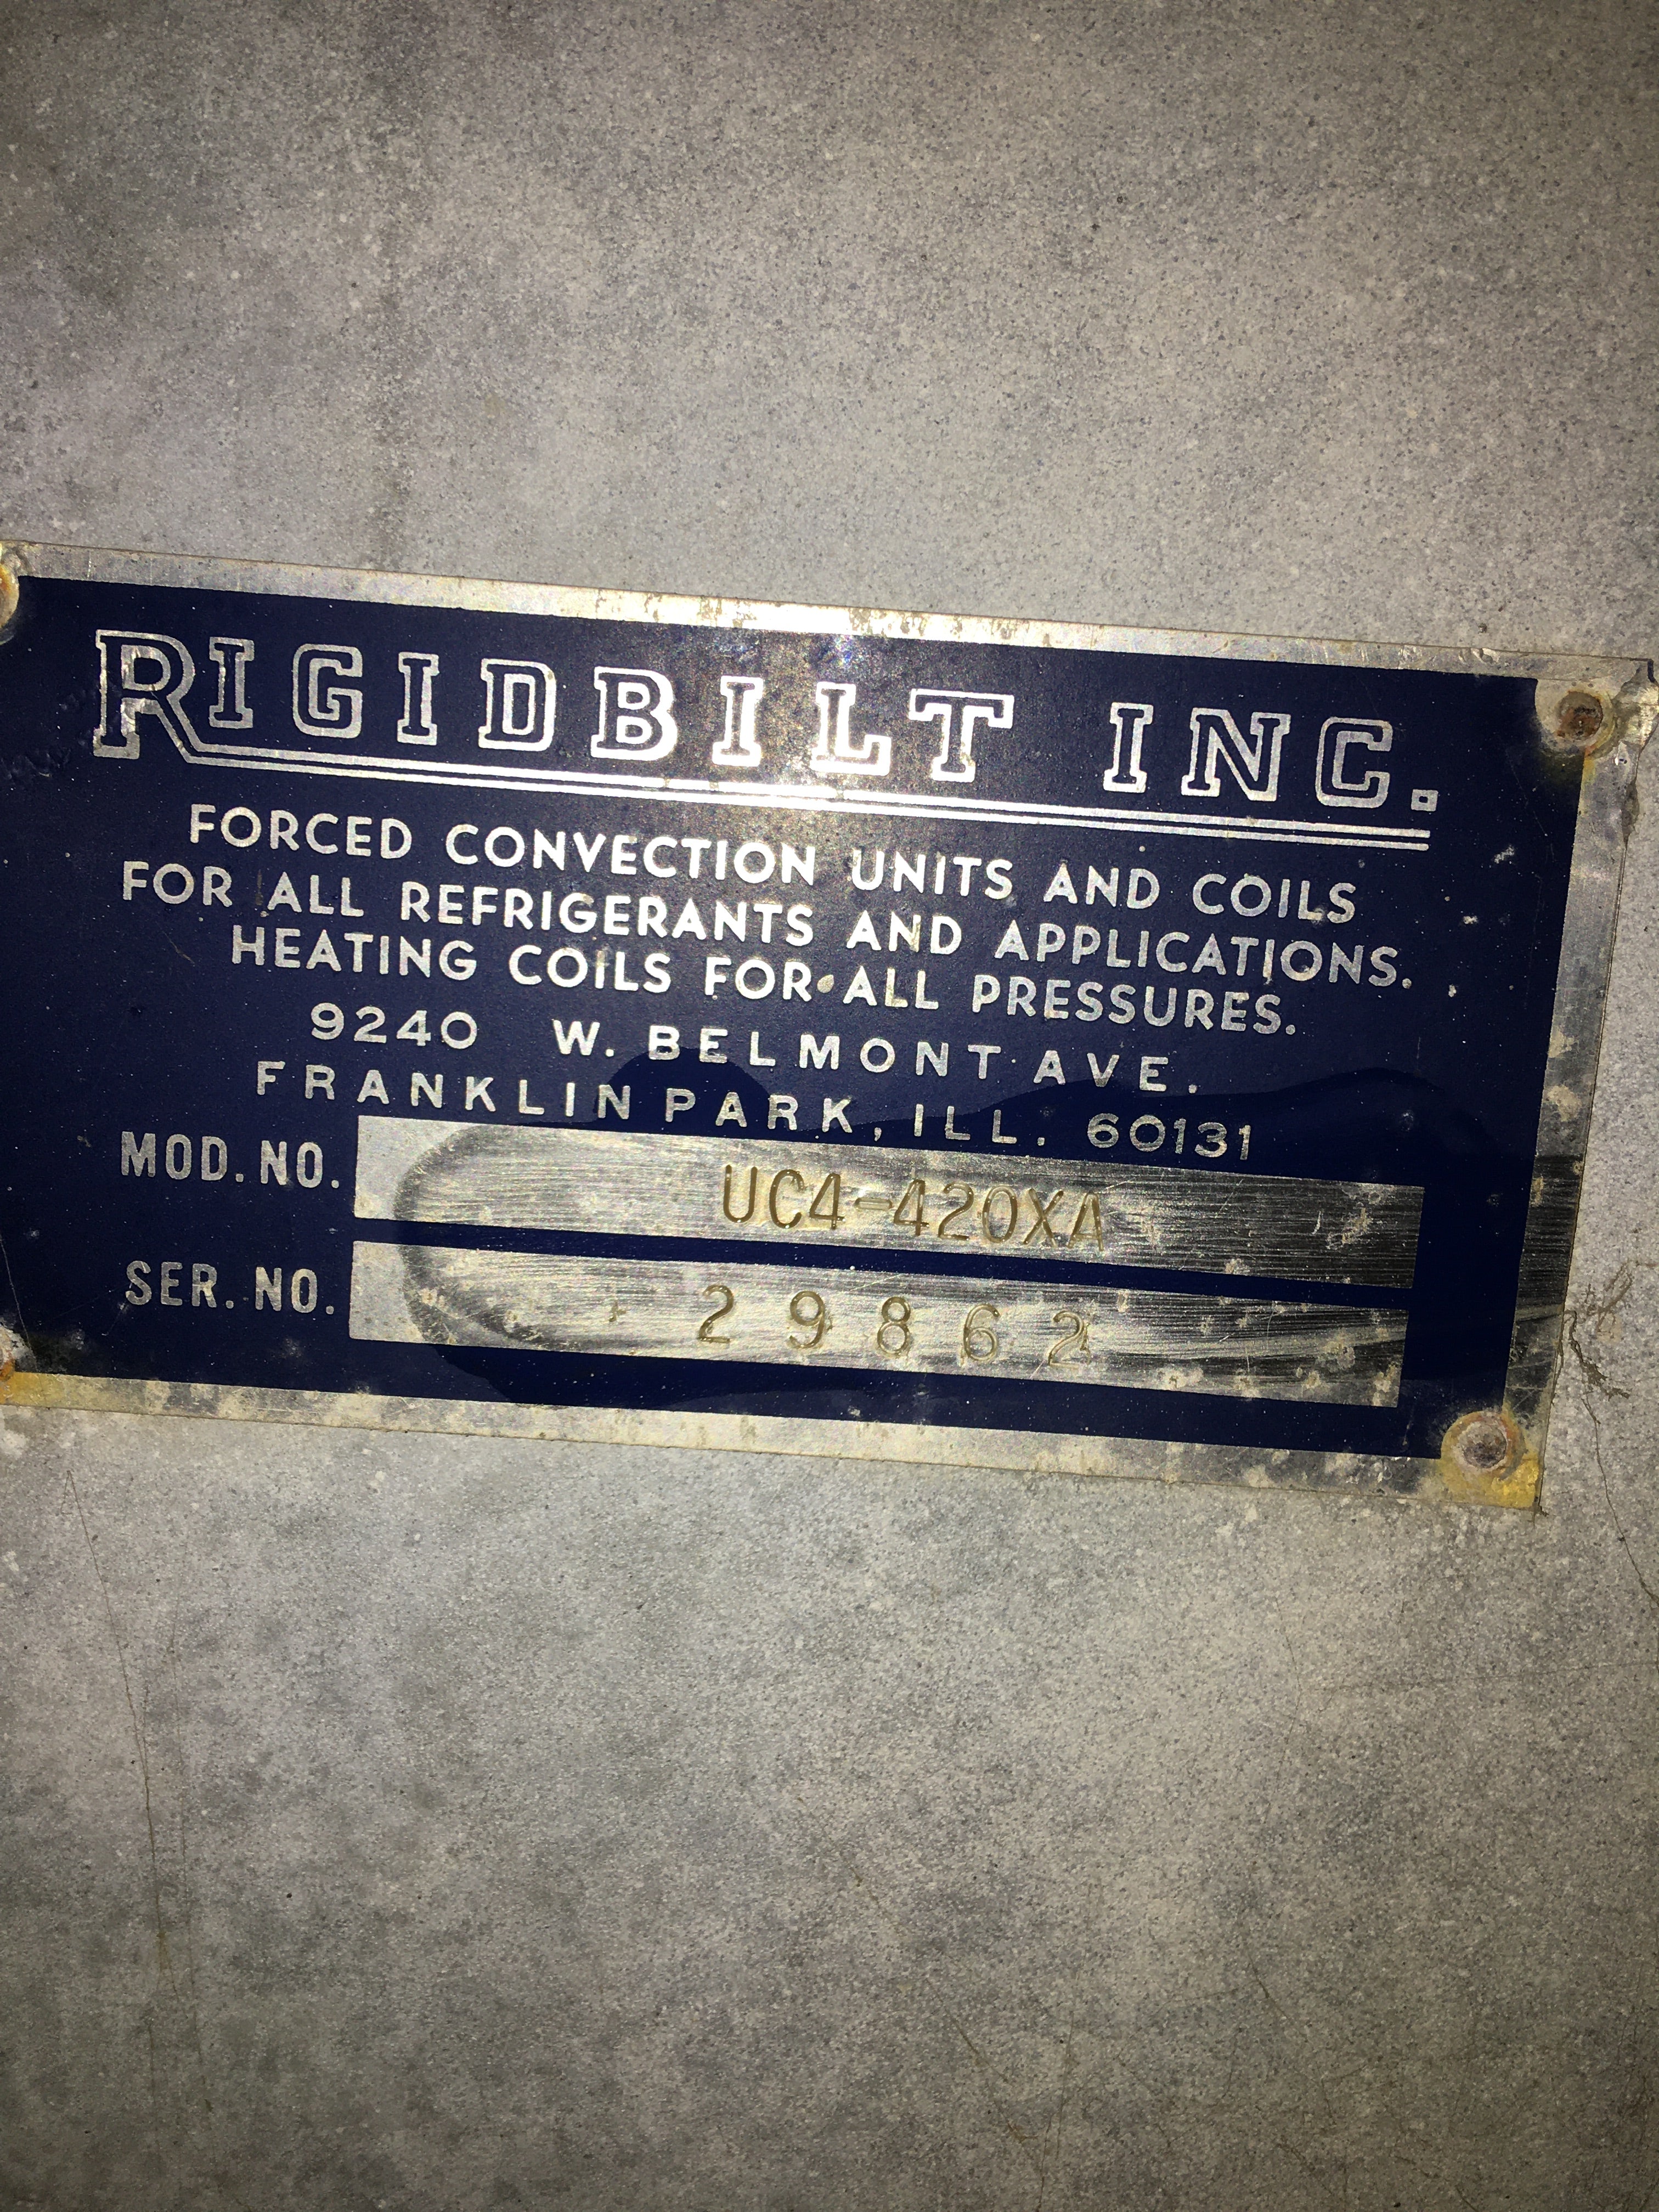 RIGIDBILT INC.
FORCED CONVECTION UNITS AND COILS
FOR ALL REFRIGERANTS AND APPLICATIONS.
HEATING COILS FOR ALL PRESSURES.
9240 W. BELMONT AVE.
FRANKLIN PARK, ILL. 60131
MOD. NO. UC4-420XA
SER. NO. 29862